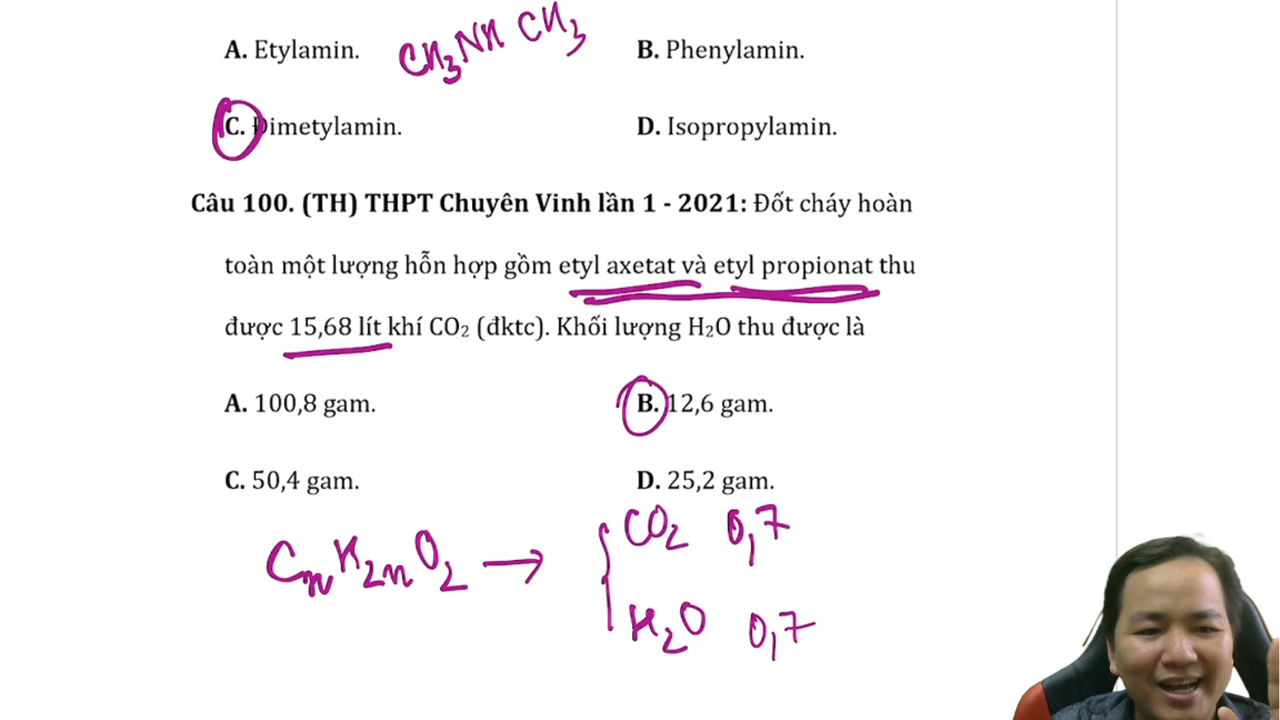 A. Etylamin. CH3NH CH3 B. Phenylamin.
C. Đimetylamin. D. Isopropylamin.
Câu 100. (TH) THPT Chuyên Vinh lần 1 - 2021: Đốt cháy hoàn
toàn một lượng hỗn hợp gồm etyl axetat và etyl propionat thu
được 15,68 lít khí CO₂ (đktc). Khối lượng H₂O thu được là
A. 100,8 gam. B. 12,6 gam.
C. 50,4 gam. D. 25,2 gam.
CnH2nO2 → { CO2 0,7
H2O 0,7